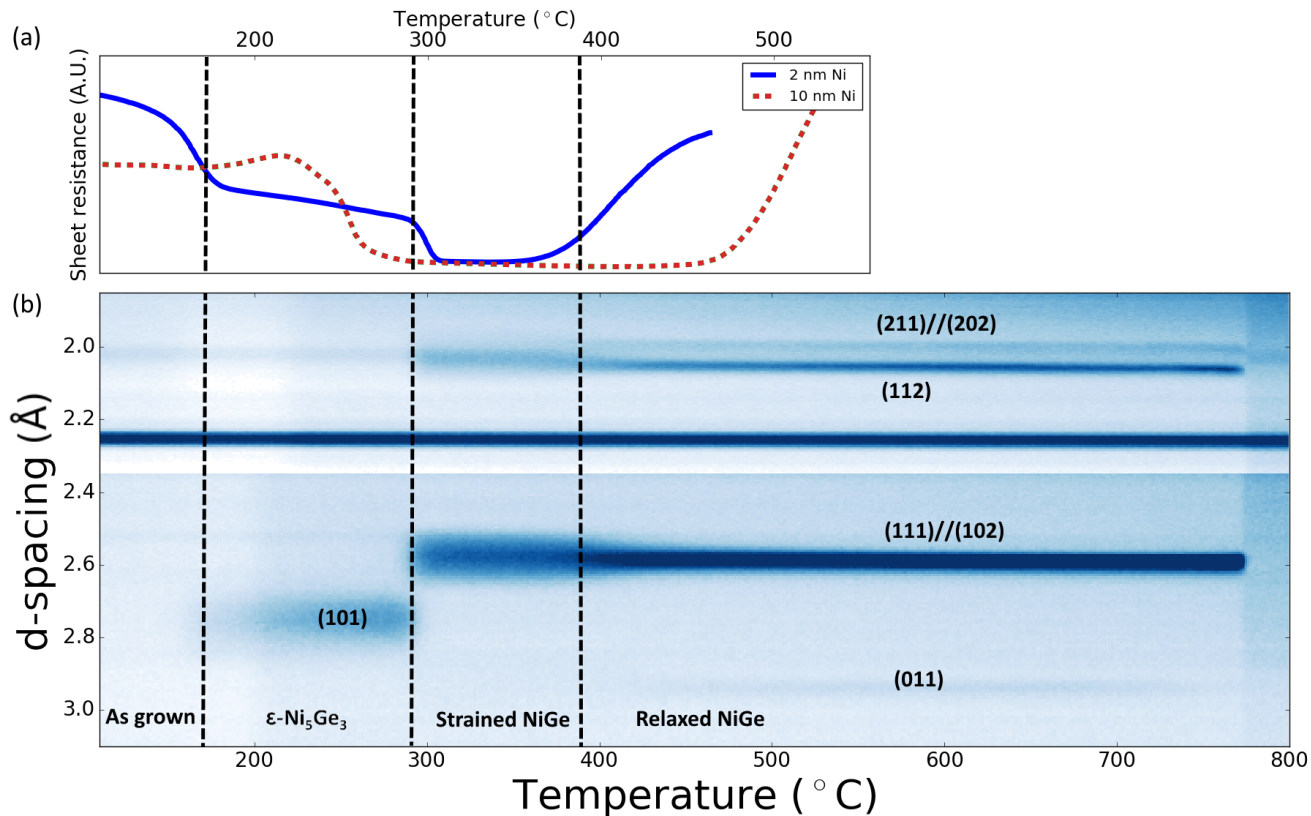 (a)
Temperature (°C)
200 300 400 500
Sheet resistance (A.U.)
2 nm Ni
10 nm Ni
(b)
d-spacing (Å)
2.0
2.2
2.4
2.6
2.8
3.0
(211)//(202)
(112)
(111)//(102)
(101)
(011)
As grown
ε-Ni₅Ge₃
Strained NiGe
Relaxed NiGe
200 300 400 500 600 700 800
Temperature (°C)